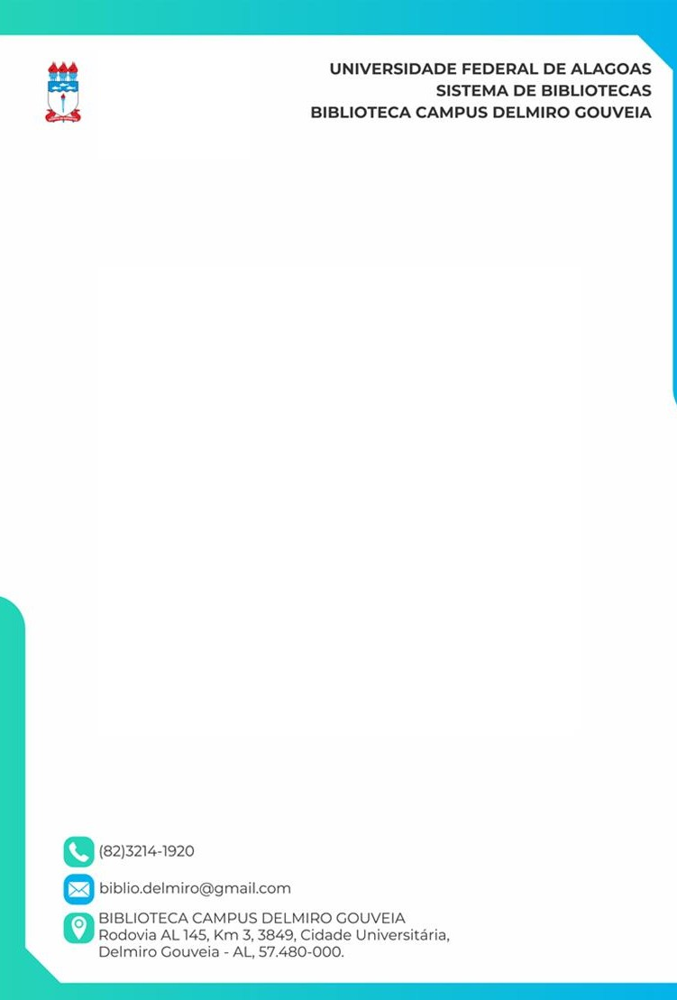 UNIVERSIDADE FEDERAL DE ALAGOAS
SISTEMA DE BIBLIOTECAS
BIBLIOTECA CAMPUS DELMIRO GOUVEIA
(82)3214-1920
biblio.delmiro@gmail.com
BIBLIOTECA CAMPUS DELMIRO GOUVEIA
Rodovia AL 145, Km 3, 3849, Cidade Universitária,
Delmiro Gouveia - AL, 57.480-000.